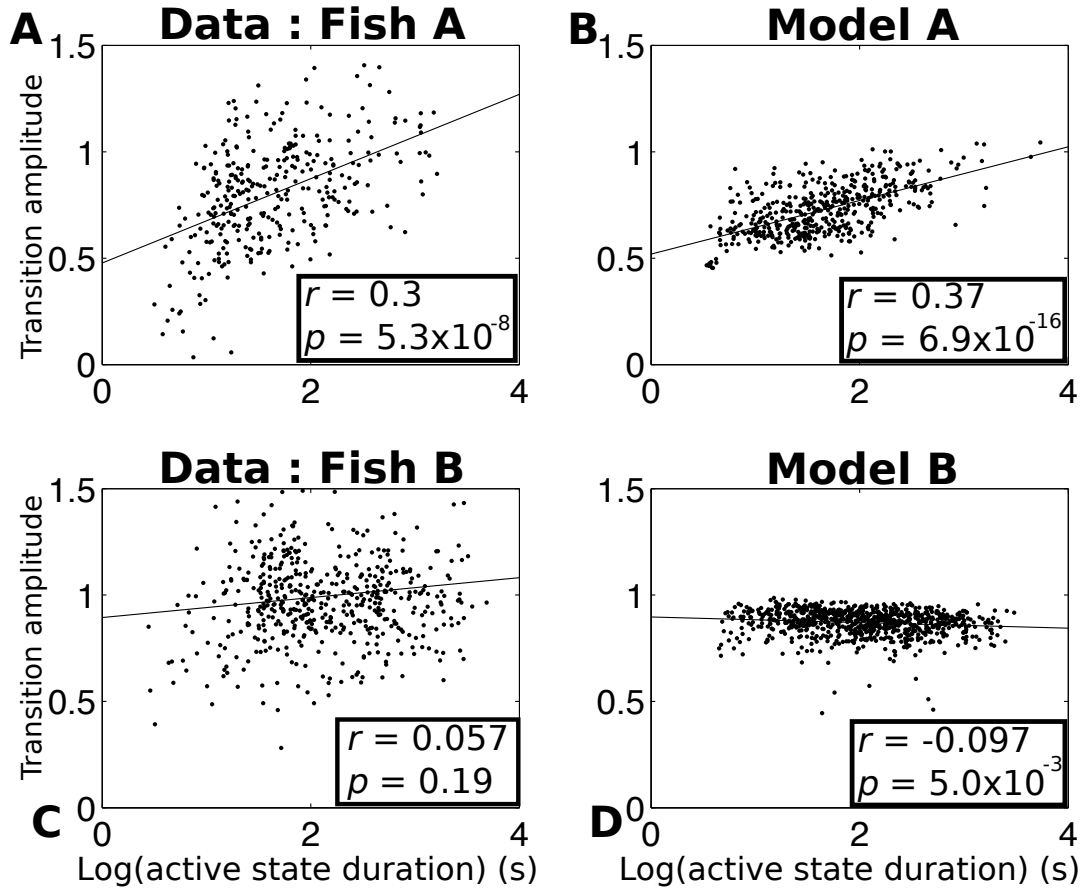 A
Data : Fish A
B
Model A
Transition amplitude
1.5
1
0.5
0
0
2
4
r = 0.3
p = 5.3x10-8
1.5
1
0.5
0
0
2
4
r = 0.37
p = 6.9x10-16
Data : Fish B
Model B
Transition amplitude
1.5
1
0.5
0
0
2
4
r = 0.057
p = 0.19
1.5
1
0.5
0
0
2
4
r = -0.097
p = 5.0x10-3
C
D
Log(active state duration) (s)
Log(active state duration) (s)